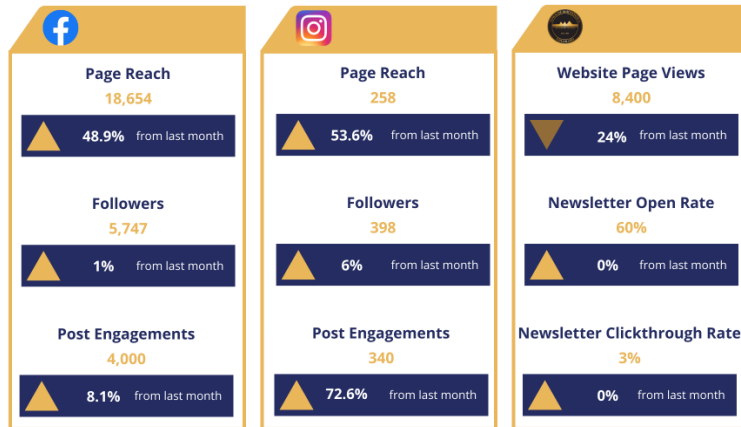 Page Reach
18,654
48.9% from last month
Followers
5,747
1% from last month
Post Engagements
4,000
8.1% from last month
Page Reach
258
53.6% from last month
Followers
398
6% from last month
Post Engagements
340
72.6% from last month
Website Page Views
8,400
24% from last month
Newsletter Open Rate
60%
0% from last month
Newsletter Clickthrough Rate
3%
0% from last month